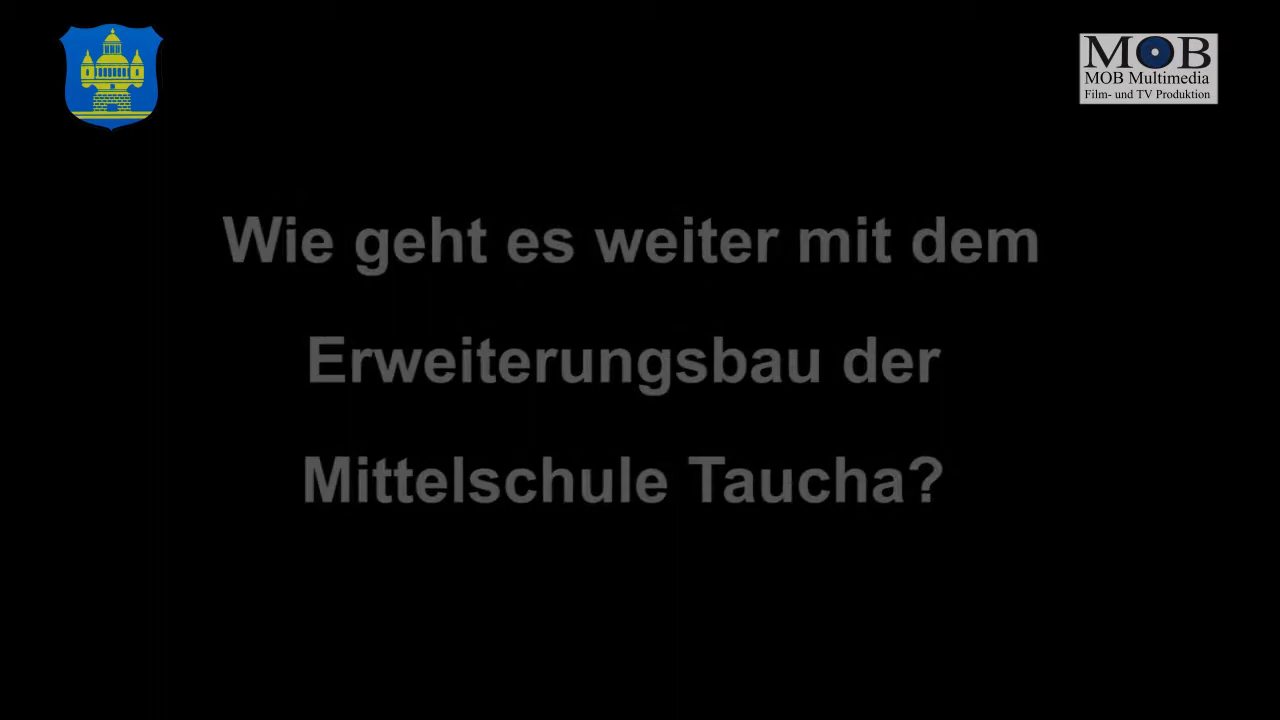 MOB
MOB Multimedia
Film- und TV Produktion
Wie geht es weiter mit dem
Erweiterungsbau der
Mittelschule Taucha?